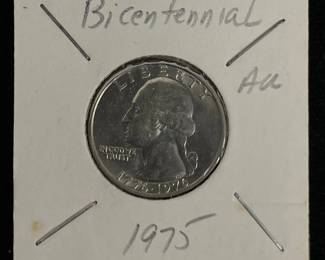 Bicentennial
Au
LIBERTY
IN GOD WE
TRUST
1776-1976
1975